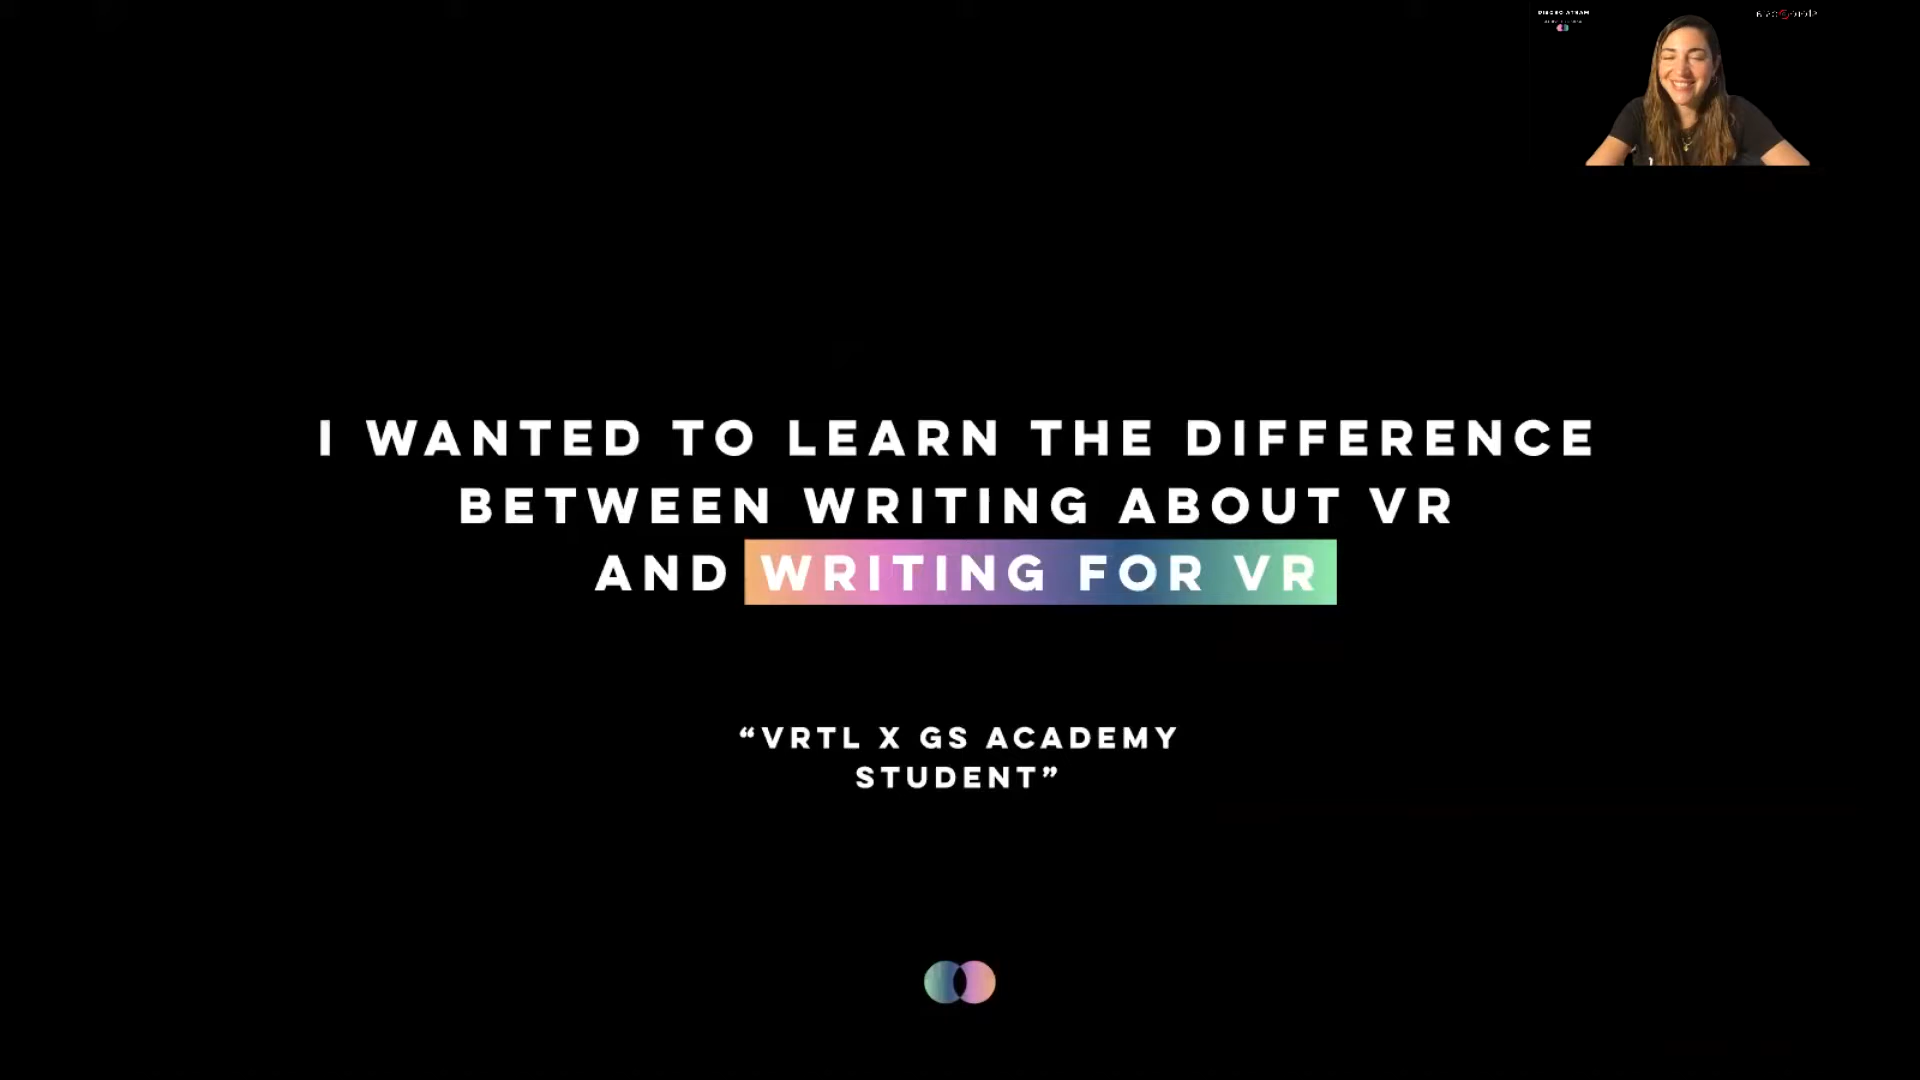 I WANTED TO LEARN THE DIFFERENCE
BETWEEN WRITING ABOUT VR
AND WRITING FOR VR
“VRTL X GS ACADEMY
STUDENT”